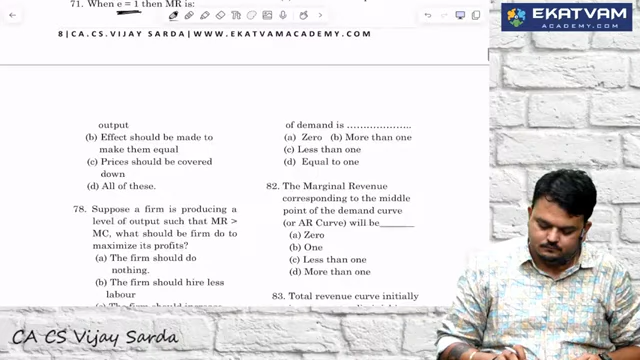 71. When e = 1 then MR is:
8|CA.CS.VIJAY SARDA|WWW.EKATVAMACADEMY.COM
EKATVAM
ACADEMY.COM
output
(b) Effect should be made to
make them equal
(c) Prices should be covered
down
(d) All of these.
78. Suppose a firm is producing a
level of output such that MR >
MC, what should be firm do to
maximize its profits?
(a) The firm should do
nothing.
(b) The firm should hire less
labour
(c) The firm should increase
of demand is ...................
(a) Zero (b) More than one
(c) Less than one
(d) Equal to one
82. The Marginal Revenue
corresponding to the middle
point of the demand curve
(or AR Curve) will be______
(a) Zero
(b) One
(c) Less than one
(d) More than one
83. Total revenue curve initially
CA CS Vijay Sarda